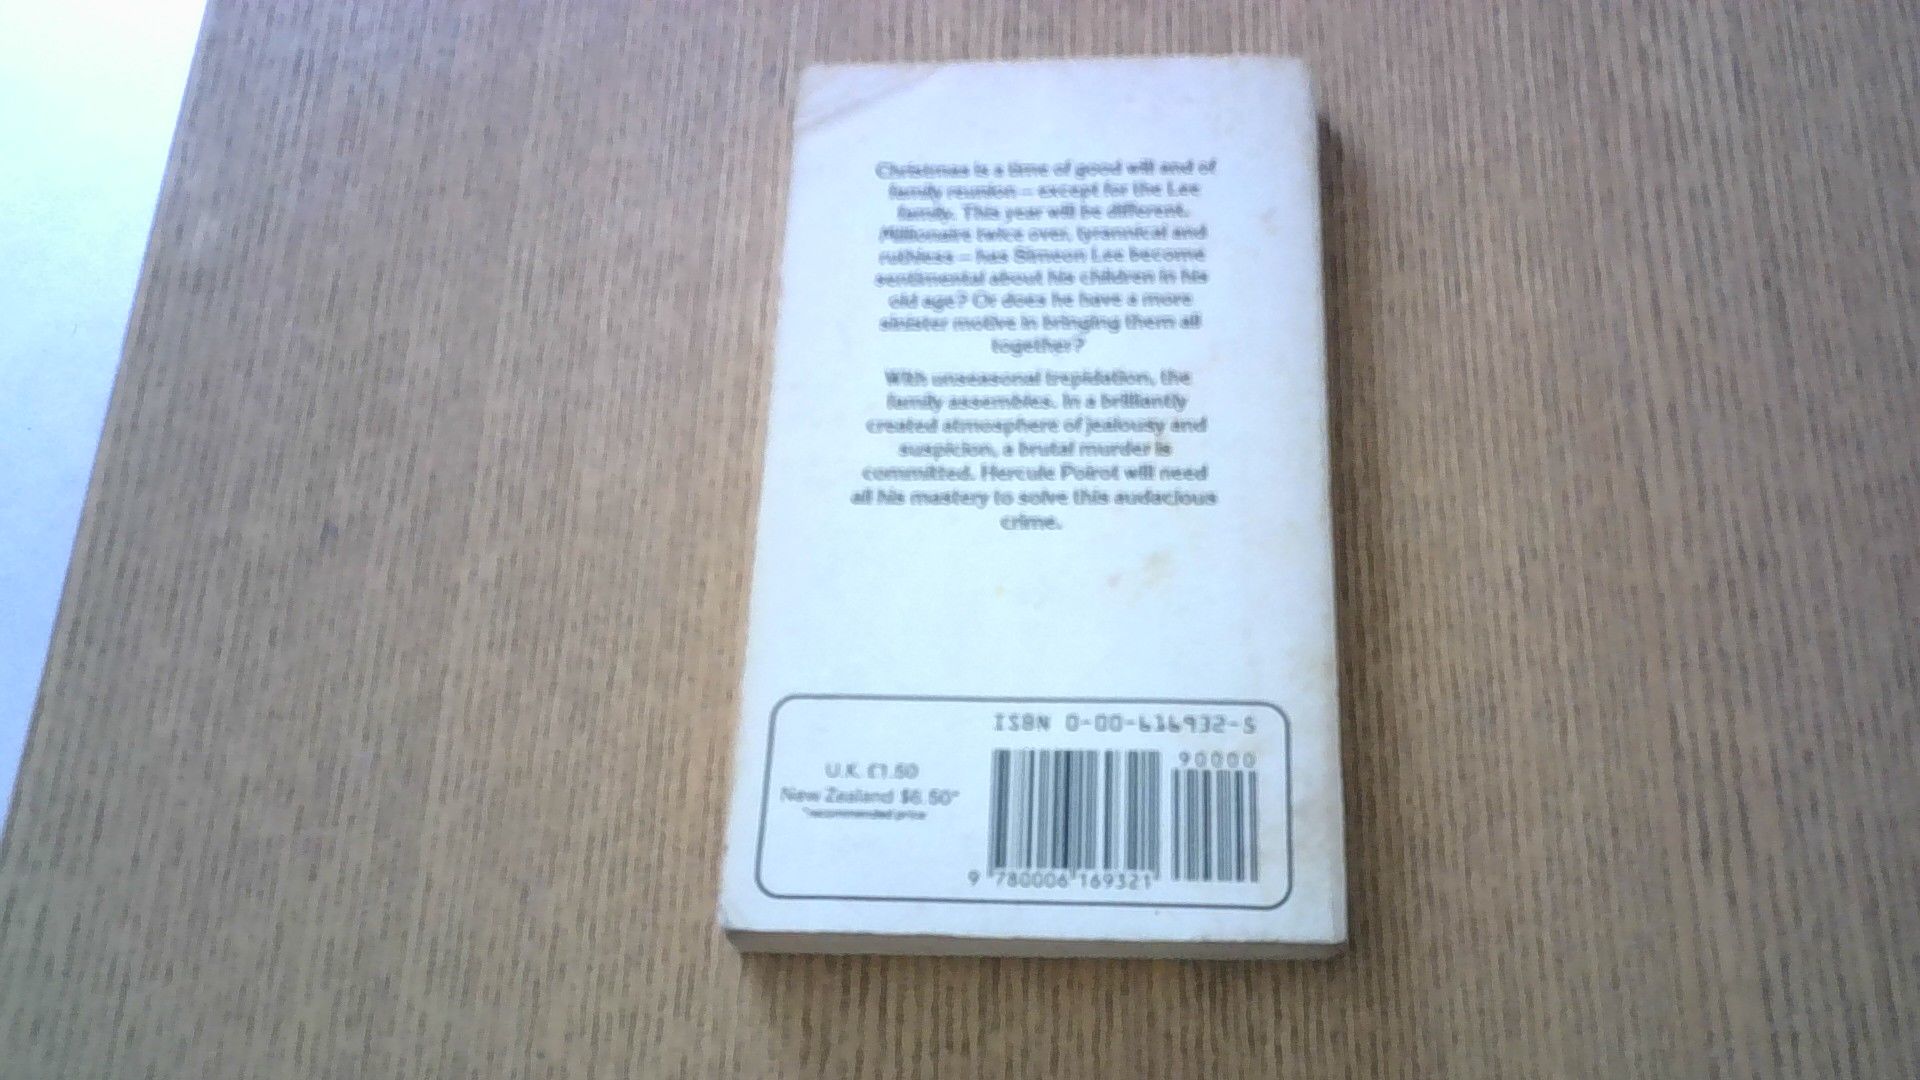 Christmas is a time of good will and of
family reunion – except for the Lee
family. This year will be different.
Millionaire twice over, tyrannical and
ruthless – has Simeon Lee become
sentimental about his children in his
old age? Or does he have a more
sinister motive in bringing them all
together?
With unseasonal trepidation, the
family assembles. In a brilliantly
created atmosphere of jealousy and
suspicion, a brutal murder is
committed. Hercule Poirot will need
all his mastery to solve this audacious
crime.
ISBN 0-00-616932-5
90000
U.K. £1.50
New Zealand $6.50*
*recommended price
9 780006 169321